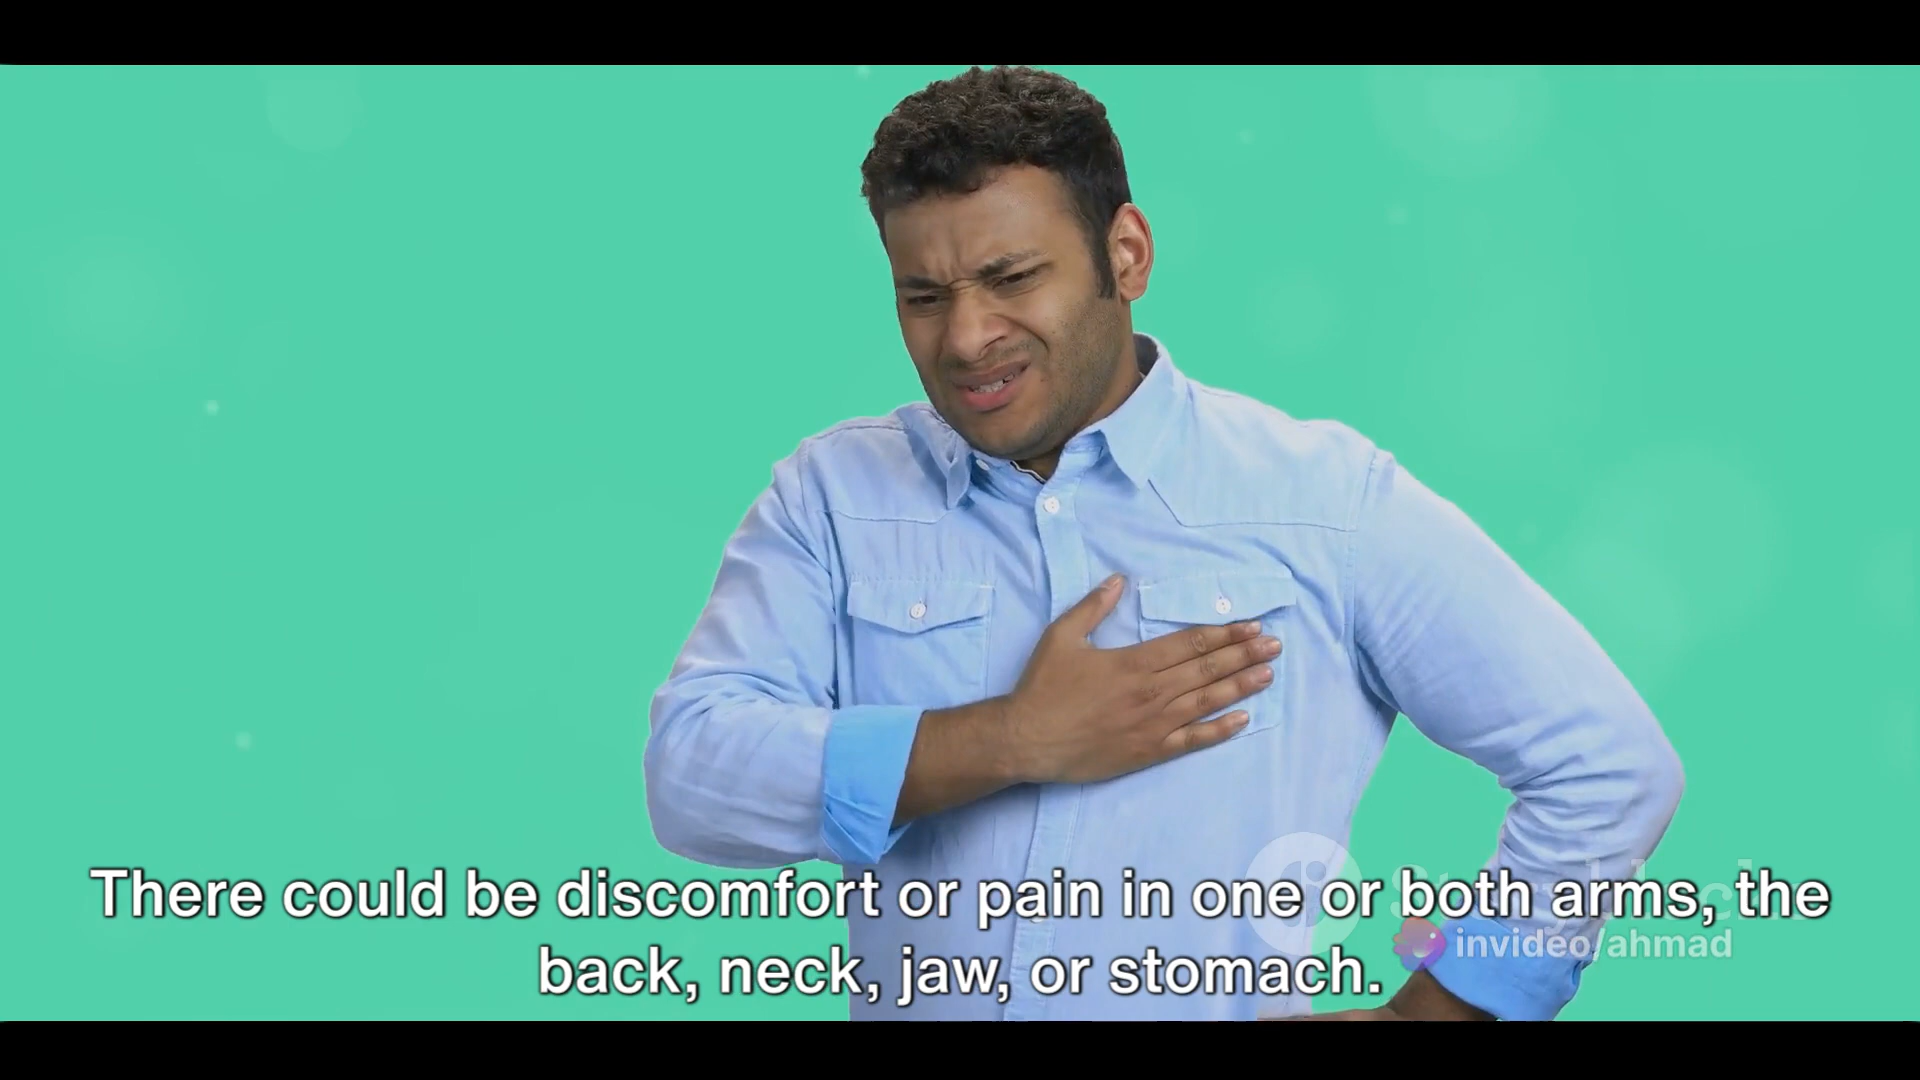 There could be discomfort or pain in one or both arms, the
back, neck, jaw, or stomach.
invideo/ahmad